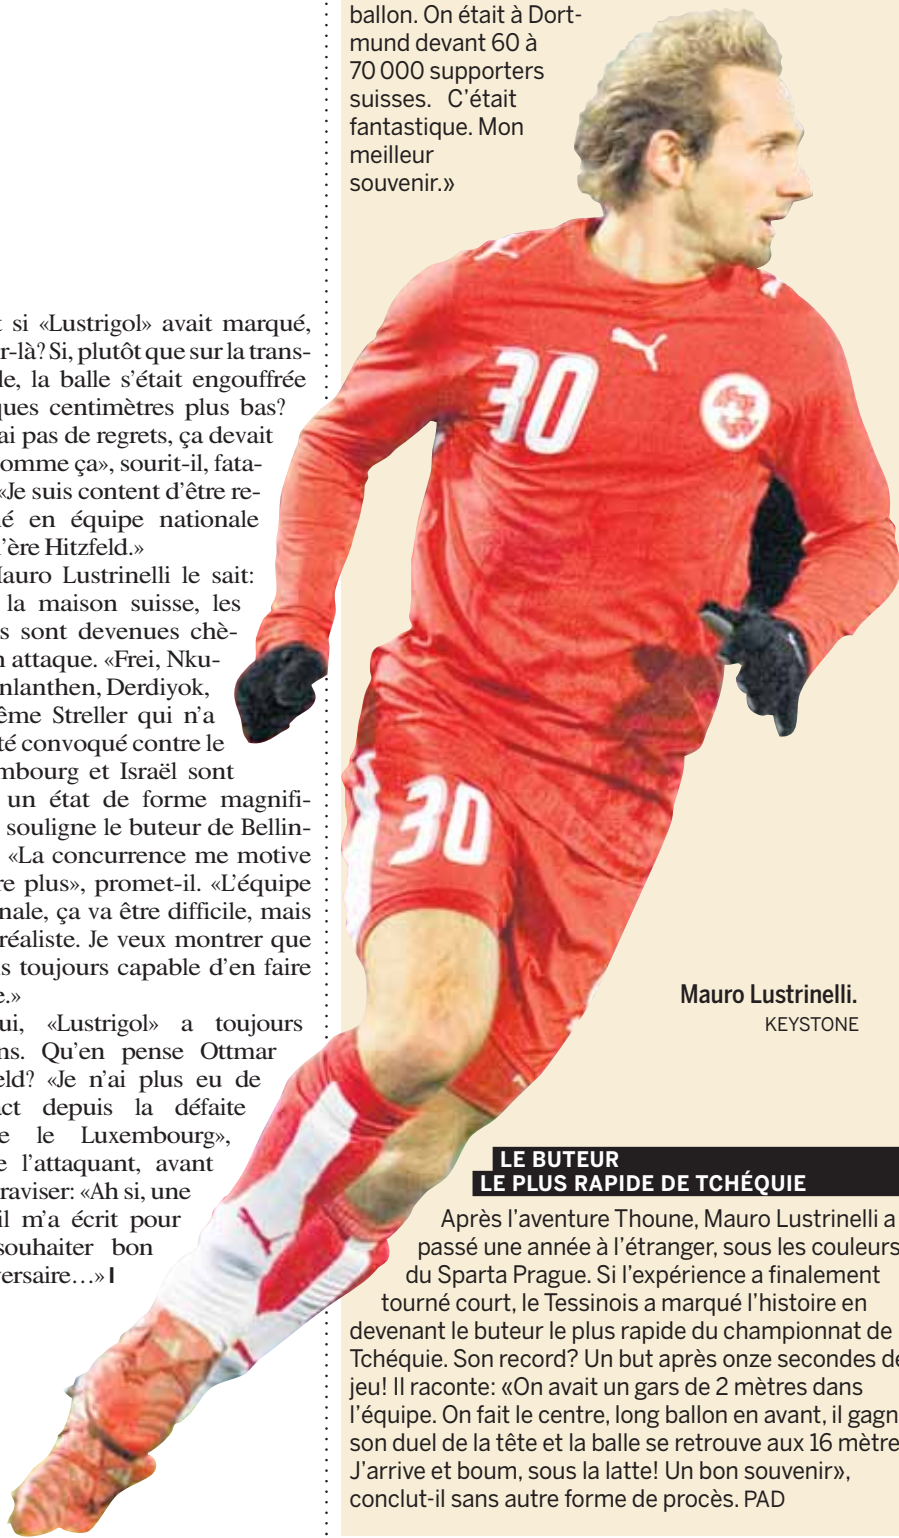 t si «Lustrigol» avait marqué,
r-là? Si, plutôt que sur la trans-
le, la balle s'était engouffrée
ques centimètres plus bas?
ai pas de regrets, ça devait
omme ça», sourit-il, fata-
«Je suis content d'être re-
é en équipe nationale
l'ère Hitzfeld.»
Mauro Lustrinelli le sait:
la maison suisse, les
s sont devenues chè-
n attaque. «Frei, Nku-
nlanthen, Derdiyok,
ême Streller qui n'a
té convoqué contre le
mbourg et Israël sont
un état de forme magnifi-
souligne le buteur de Bellin-
«La concurrence me motive
re plus», promet-il. «L'équipe
nale, ça va être difficile, mais
réaliste. Je veux montrer que
s toujours capable d'en faire
e.»
ui, «Lustrigol» a toujours
ns. Qu'en pense Ottmar
eld? «Je n'ai plus eu de
act depuis la défaite
e le Luxembourg»,
e l'attaquant, avant
raviser: «Ah si, une
il m'a écrit pour
souhaiter bon
versaire…» I
ballon. On était à Dort-
mund devant 60 à
70 000 supporters
suisses. C'était
fantastique. Mon
meilleur
souvenir.»
30
30
Mauro Lustrinelli.
KEYSTONE
LE BUTEUR
LE PLUS RAPIDE DE TCHÉQUIE
Après l'aventure Thoune, Mauro Lustrinelli a
passé une année à l'étranger, sous les couleurs
du Sparta Prague. Si l'expérience a finalement
tourné court, le Tessinois a marqué l'histoire en
devenant le buteur le plus rapide du championnat de
Tchéquie. Son record? Un but après onze secondes de
jeu! Il raconte: «On avait un gars de 2 mètres dans
l'équipe. On fait le centre, long ballon en avant, il gagn
son duel de la tête et la balle se retrouve aux 16 mètre
J'arrive et boum, sous la latte! Un bon souvenir»,
conclut-il sans autre forme de procès. PAD